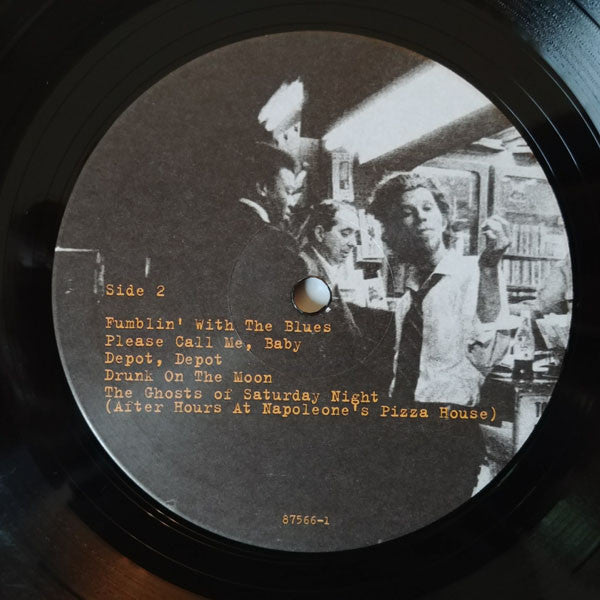 Side 2
Fumblin' With The Blues
Please Call Me, Baby
Depot, Depot
Drunk On The Moon
The Ghosts of Saturday Night
(After Hours At Napoleone's Pizza House)
87566-1